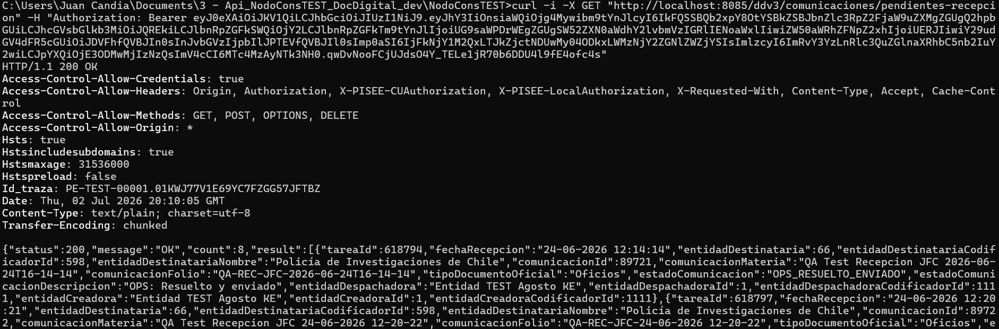 C:\Users\Juan Candia\Documents\3 - Api_NodoConsTEST_DocDigital_dev\NodoConsTEST>curl -i -X GET "http://localhost:8085/ddv3/comunicaciones/pendientes-recepci
on" -H "Authorization: Bearer eyJ0eXAiOiJKV1QiLCJhbGciOiJIUzI1NiJ9.eyJhY3IiOnsiaWQiOjg4Mywibm9tYnJlcyI6IkFQSSBQb2xpY8OtYSBkZSBJbnZlc3RpZ2FjaW9uZXMgZGUgQ2hpb
GUiLCJhcGVsbGlkb3MiOiJQREkiLCJlbnRpZGFkSWQiOjY2LCJlbnRpZGFkTm9tYnJlIjoiUG9saWPDrWEgZGUgSW52ZXN0aWdhY2lvbmVzIGRlIENoaWxlIiwiZW50aWRhZFNpZ2xhIjoiUERJIiwiY29ud
GV4dFR5cGUiOiJDVFhfQVBJIn0sInJvbGVzIjpbIlJPTEVfQVBJIl0sImp0aSI6IjFkNjY1M2QxLTJkZjctNDUwMy04ODkxLWMzNjY2ZGNlZWZjYSIsImlzcyI6ImRvY3YzLnRlc3QuZGlnaXRhbC5nb2IuY
2wiLCJpYXQiOjE3ODMwMjIzNzQsImV4cCI6MTc4MzAyNTk3NH0.qwDvNooFCjUJdsO4Y_TELe1jR70b6DDU4l9fE4ofc4s"
HTTP/1.1 200 OK
Access-Control-Allow-Credentials: true
Access-Control-Allow-Headers: Origin, Authorization, X-PISEE-CUAuthorization, X-PISEE-LocalAuthorization, X-Requested-With, Content-Type, Accept, Cache-Cont
rol
Access-Control-Allow-Methods: GET, POST, OPTIONS, DELETE
Access-Control-Allow-Origin: *
Hsts: true
Hstsincludesubdomains: true
Hstsmaxage: 31536000
Hstspreload: false
Id_traza: PE-TEST-00001.01KWJ77V1E69YC7FZGG57JFTBZ
Date: Thu, 02 Jul 2026 20:10:05 GMT
Content-Type: text/plain; charset=utf-8
Transfer-Encoding: chunked

{"status":200,"message":"OK","count":8,"result":[{"tareaId":618794,"fechaRecepcion":"24-06-2026 12:14:14","entidadDestinataria":66,"entidadDestinatariaCodif
icadorId":598,"entidadDestinatariaNombre":"Policía de Investigaciones de Chile","comunicacionId":89721,"comunicacionMateria":"QA Test Recepcion JFC 2026-06-
24T16-14-14","comunicacionFolio":"QA-REC-JFC-2026-06-24T16-14-14","tipoDocumentoOficial":"Oficios","estadoComunicacion":"OPS_RESUELTO_ENVIADO","estadoComuni
cacionDescripcion":"OPS: Resuelto y enviado","entidadDespachadora":"Entidad TEST Agosto KE","entidadDespachadoraId":1,"entidadDespachadoraCodificadorId":111
1,"entidadCreadora":"Entidad TEST Agosto KE","entidadCreadoraId":1,"entidadCreadoraCodificadorId":1111},{"tareaId":618797,"fechaRecepcion":"24-06-2026 12:20
:21","entidadDestinataria":66,"entidadDestinatariaCodificadorId":598,"entidadDestinatariaNombre":"Policía de Investigaciones de Chile","comunicacionId":8972
2,"comunicacionMateria":"QA Test Recepcion JFC 24-06-2026 12-20-22","comunicacionFolio":"QA-REC-JFC-24-06-2026 12-20-22","tipoDocumentoOficial":"Oficios","e